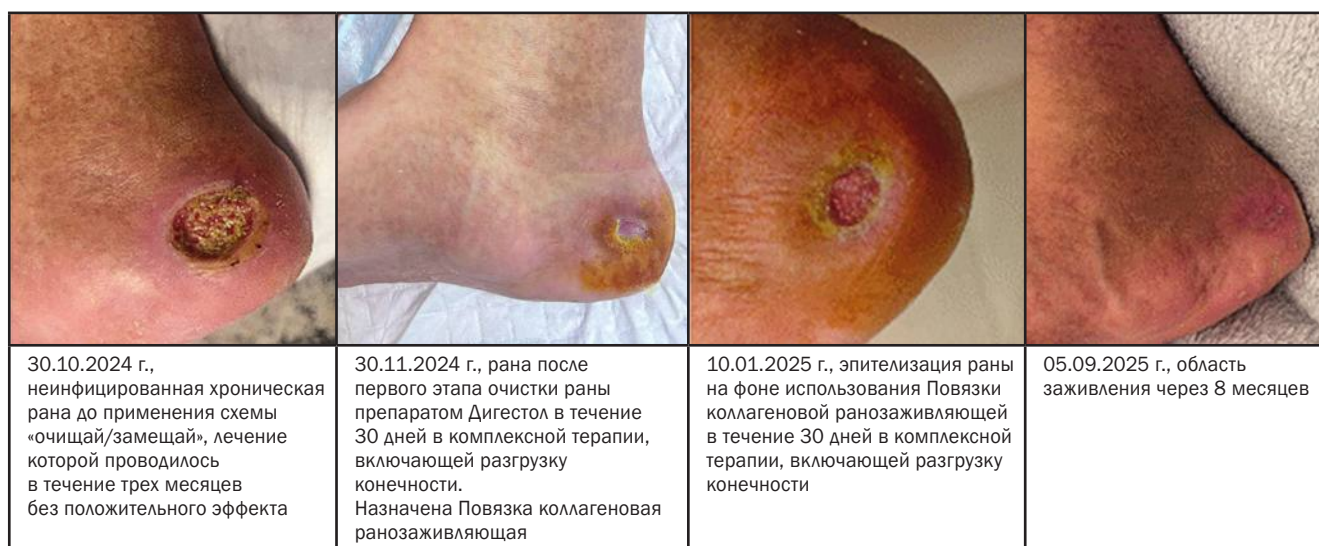 30.10.2024 г.,
неинфицированная хроническая
рана до применения схемы
«очищай/замещай», лечение
которой проводилось
в течение трех месяцев
без положительного эффекта
30.11.2024 г., рана после
первого этапа очистки раны
препаратом Дигестол в течение
30 дней в комплексной терапии,
включающей разгрузку
конечности.
Назначена Повязка коллагеновая
ранозаживляющая
10.01.2025 г., эпителизация раны
на фоне использования Повязки
коллагеновой ранозаживляющей
в течение 30 дней в комплексной
терапии, включающей разгрузку
конечности
05.09.2025 г., область
заживления через 8 месяцев